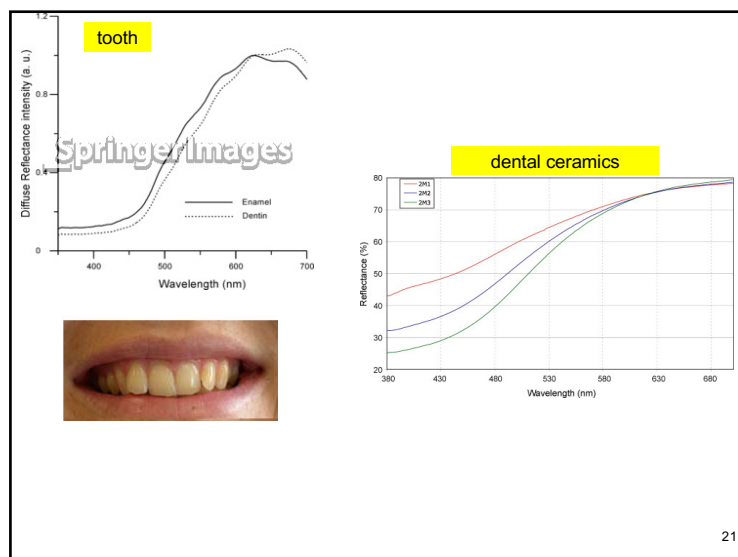 tooth
1.2
0.8
0.4
0
Diffuse Reflectance intensity (a. u.)
SpringerImages
Enamel
Dentin
400 500 600 700
Wavelength (nm)
dental ceramics
2M1
2M2
2M3
80
70
60
50
40
30
20
Reflectance (%)
380 430 480 530 580 630 680
Wavelength (nm)
21